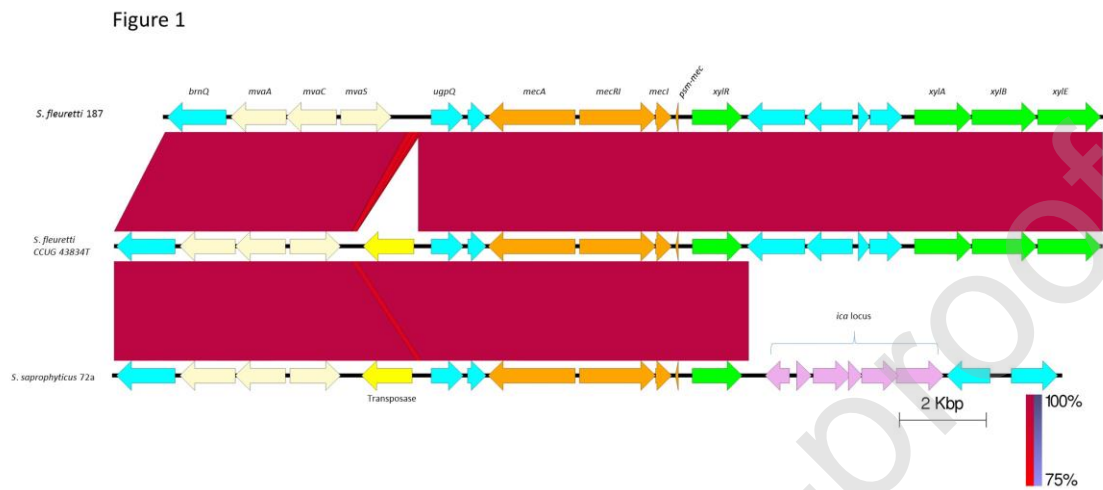 Figure 1
psm-mec
brnQ mvaA mvaC mvaS ugpQ mecA mecRI mecI xylR xylA xylB xylE
S. fleuretti 187
S. fleuretti
CCUG 43834T
ica locus
S. saprophyticus 72a
Transposase
2 Kbp
100%
75%
proof